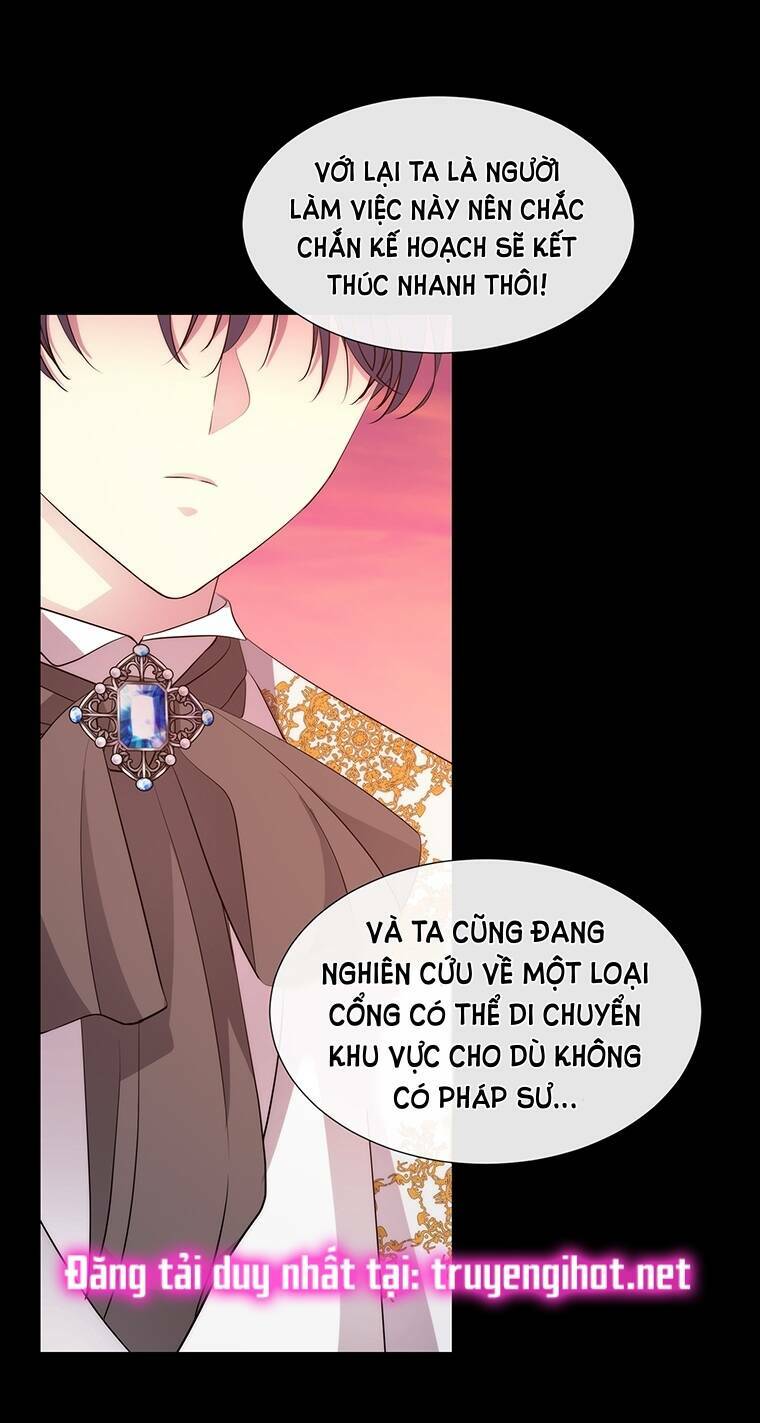 VỚI LẠI TA LÀ NGƯỜI
LÀM VIỆC NÀY NÊN CHẮC
CHẮN KẾ HOẠCH SẼ KẾT
THÚC NHANH THÔI!
VÀ TA CŨNG ĐANG
NGHIÊN CỨU VỀ MỘT LOẠI
CỔNG CÓ THỂ DI CHUYỂN
KHU VỰC CHO DÙ KHÔNG
CÓ PHÁP SƯ...
Đăng tải duy nhất tại: truyengihot.net